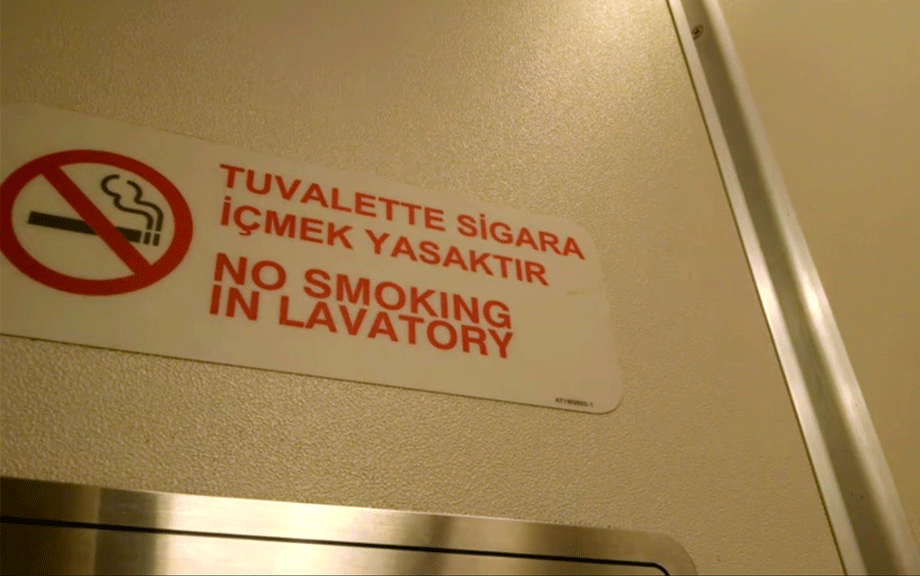 TUVALETTE SİGARA
İÇMEK YASAKTIR
NO SMOKING
IN LAVATORY